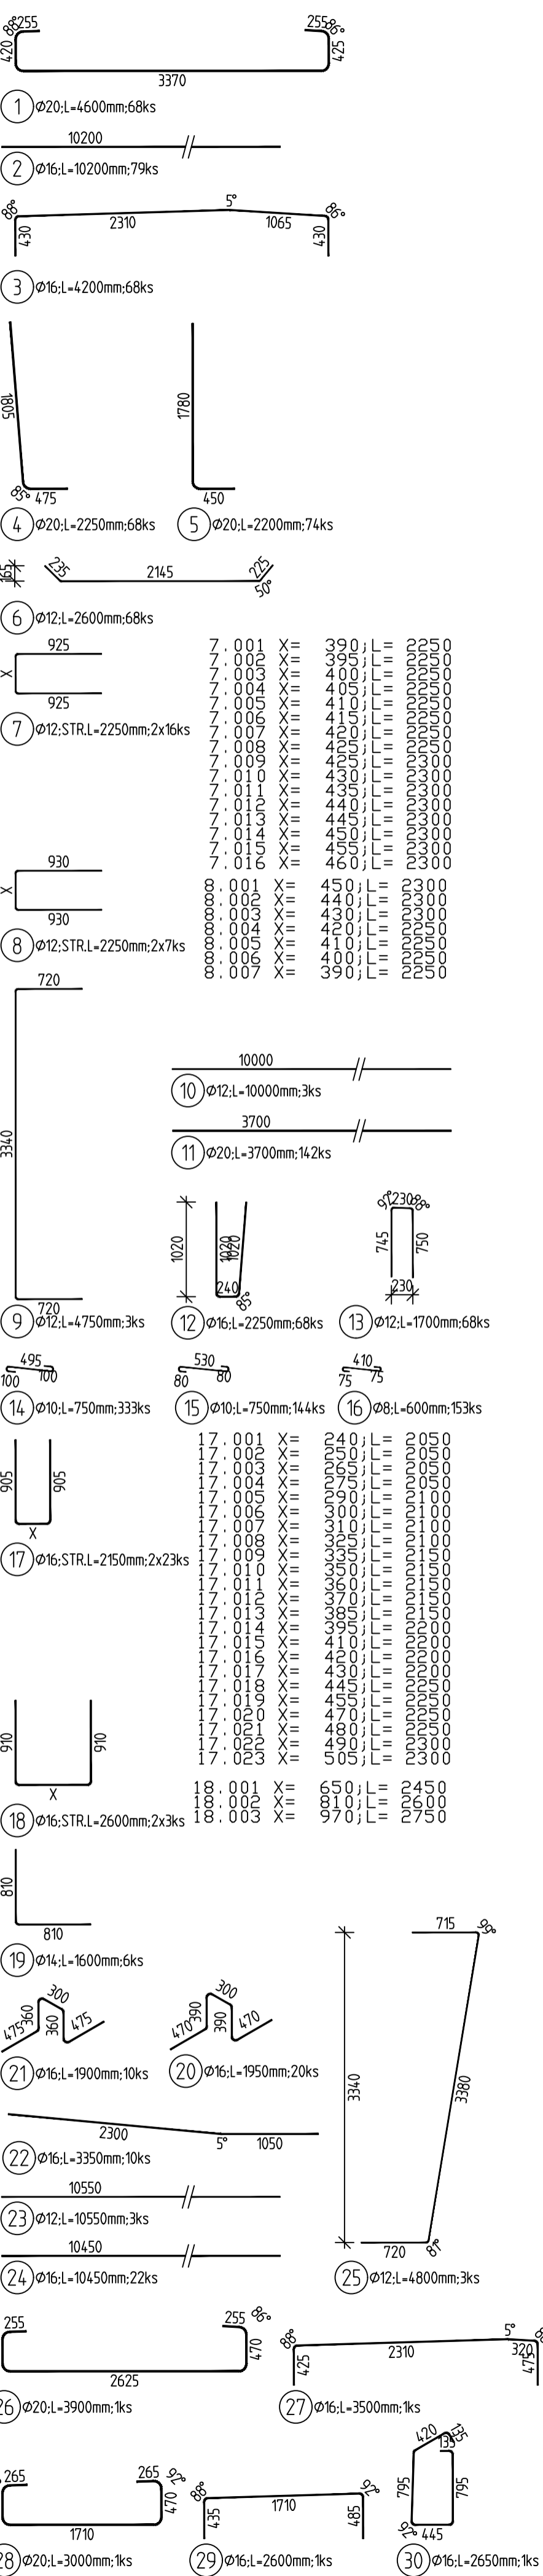 88° 255 255 86°
420 425
3370
1 Ø20;L=4600mm;68ks
10200
2 Ø16;L=10200mm;79ks
88° 5° 86°
2310 1065
430 430
3 Ø16;L=4200mm;68ks
1805 1780
85° 475 450
4 Ø20;L=2250mm;68ks
5 Ø20;L=2200mm;74ks
165 235 2145 225
50°
6 Ø12;L=2600mm;68ks
925
X
925
7 Ø12;STR.L=2250mm;2x16ks
7.001 X= 390;L= 2250
7.002 X= 395;L= 2250
7.003 X= 400;L= 2250
7.004 X= 405;L= 2250
7.005 X= 410;L= 2250
7.006 X= 415;L= 2250
7.007 X= 420;L= 2250
7.008 X= 425;L= 2250
7.009 X= 425;L= 2300
7.010 X= 430;L= 2300
7.011 X= 435;L= 2300
7.012 X= 440;L= 2300
7.013 X= 445;L= 2300
7.014 X= 450;L= 2300
7.015 X= 455;L= 2300
7.016 X= 460;L= 2300
930
X
930
8 Ø12;STR.L=2250mm;2x7ks
8.001 X= 450;L= 2300
8.002 X= 440;L= 2300
8.003 X= 430;L= 2300
8.004 X= 420;L= 2250
8.005 X= 410;L= 2250
8.006 X= 400;L= 2250
8.007 X= 390;L= 2250
720
3340
720
9 Ø12;L=4750mm;3ks
10000
10 Ø12;L=10000mm;3ks
3700
11 Ø20;L=3700mm;142ks
1020 1020 1020
240 85°
12 Ø16;L=2250mm;68ks
92° 230 88°
745 750
230
13 Ø12;L=1700mm;68ks
495
100 100
14 Ø10;L=750mm;333ks
530
80 80
15 Ø10;L=750mm;144ks
410
75 75
16 Ø8;L=600mm;153ks
905 905
X
17 Ø16;STR.L=2150mm;2x23ks
17.001 X= 240;L= 2050
17.002 X= 250;L= 2050
17.003 X= 265;L= 2050
17.004 X= 275;L= 2050
17.005 X= 290;L= 2100
17.006 X= 300;L= 2100
17.007 X= 310;L= 2100
17.008 X= 325;L= 2100
17.009 X= 335;L= 2150
17.010 X= 350;L= 2150
17.011 X= 360;L= 2150
17.012 X= 370;L= 2150
17.013 X= 385;L= 2150
17.014 X= 395;L= 2200
17.015 X= 410;L= 2200
17.016 X= 420;L= 2200
17.017 X= 430;L= 2200
17.018 X= 445;L= 2250
17.019 X= 455;L= 2250
17.020 X= 470;L= 2250
17.021 X= 480;L= 2250
17.022 X= 490;L= 2300
17.023 X= 505;L= 2300
910 910
X
18 Ø16;STR.L=2600mm;2x3ks
18.001 X= 650;L= 2450
18.002 X= 810;L= 2600
18.003 X= 970;L= 2750
810
810
19 Ø14;L=1600mm;6ks
475 360 300 360 475
21 Ø16;L=1900mm;10ks
470 390 300 390 470
20 Ø16;L=1950mm;20ks
2300 5° 1050
22 Ø16;L=3350mm;10ks
10550
23 Ø12;L=10550mm;3ks
10450
24 Ø16;L=10450mm;22ks
715 99°
3340 3380
720 81°
25 Ø12;L=4800mm;3ks
255 255 86°
470
2625
26 Ø20;L=3900mm;1ks
88° 5°
2310 320
425 475
27 Ø16;L=3500mm;1ks
265 265 92°
470
1710
28 Ø20;L=3000mm;1ks
88° 92°
1710
435 485
29 Ø16;L=2600mm;1ks
420 135
135
795 795
92° 445
30 Ø16;L=2650mm;1ks